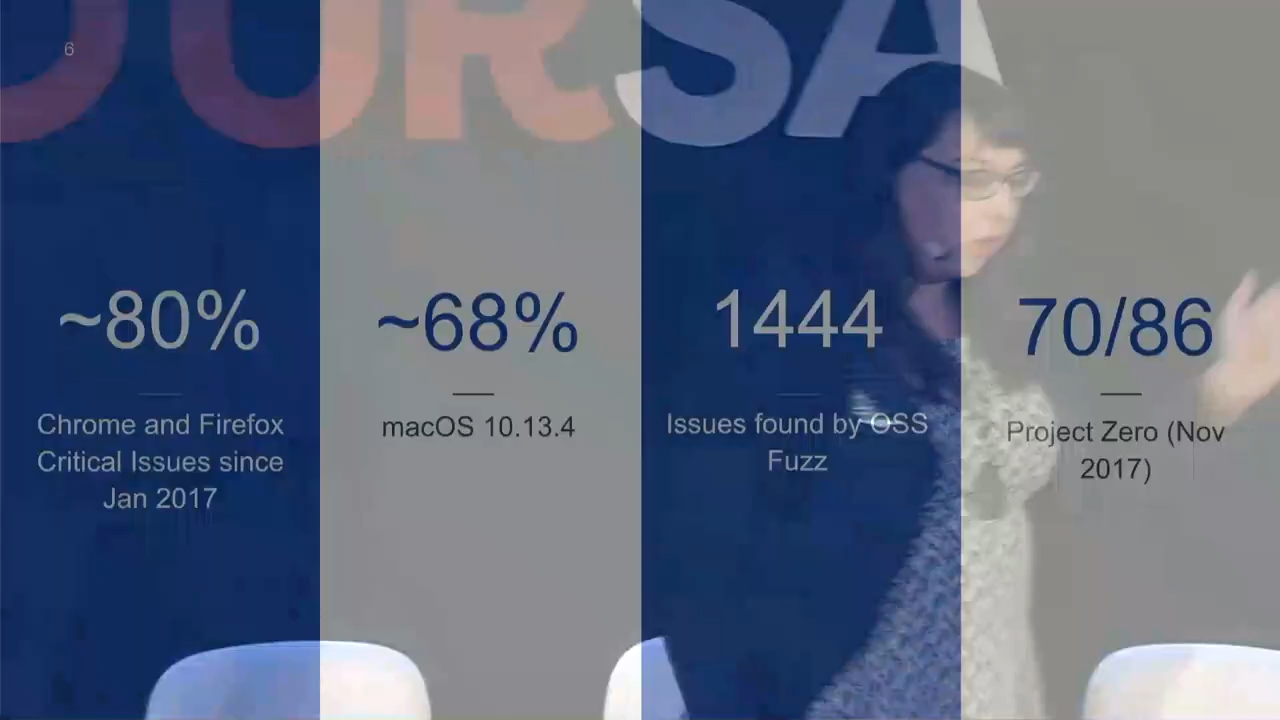 OURSA
6
~80%
Chrome and Firefox
Critical Issues since
Jan 2017
~68%
macOS 10.13.4
1444
Issues found by OSS
Fuzz
70/86
Project Zero (Nov
2017)